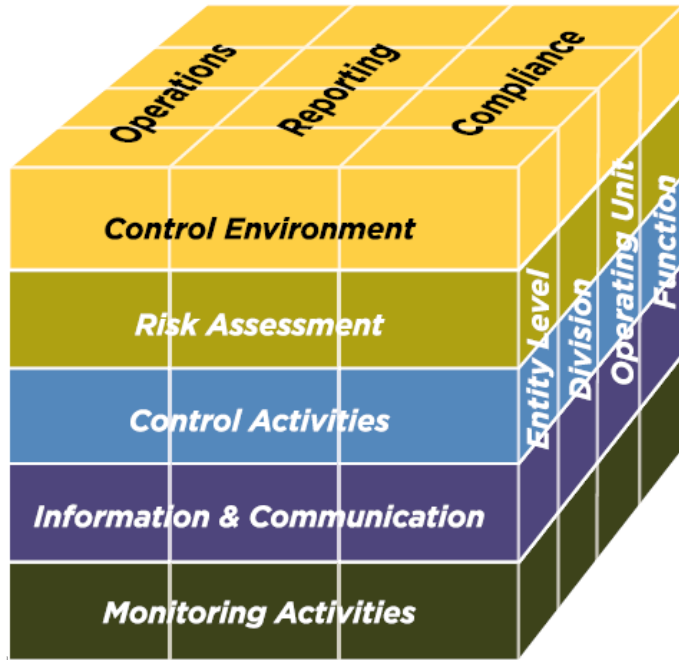 Operations
Reporting
Compliance
Control Environment
Risk Assessment
Control Activities
Information & Communication
Monitoring Activities
Entity Level
Division
Operating Unit
Function